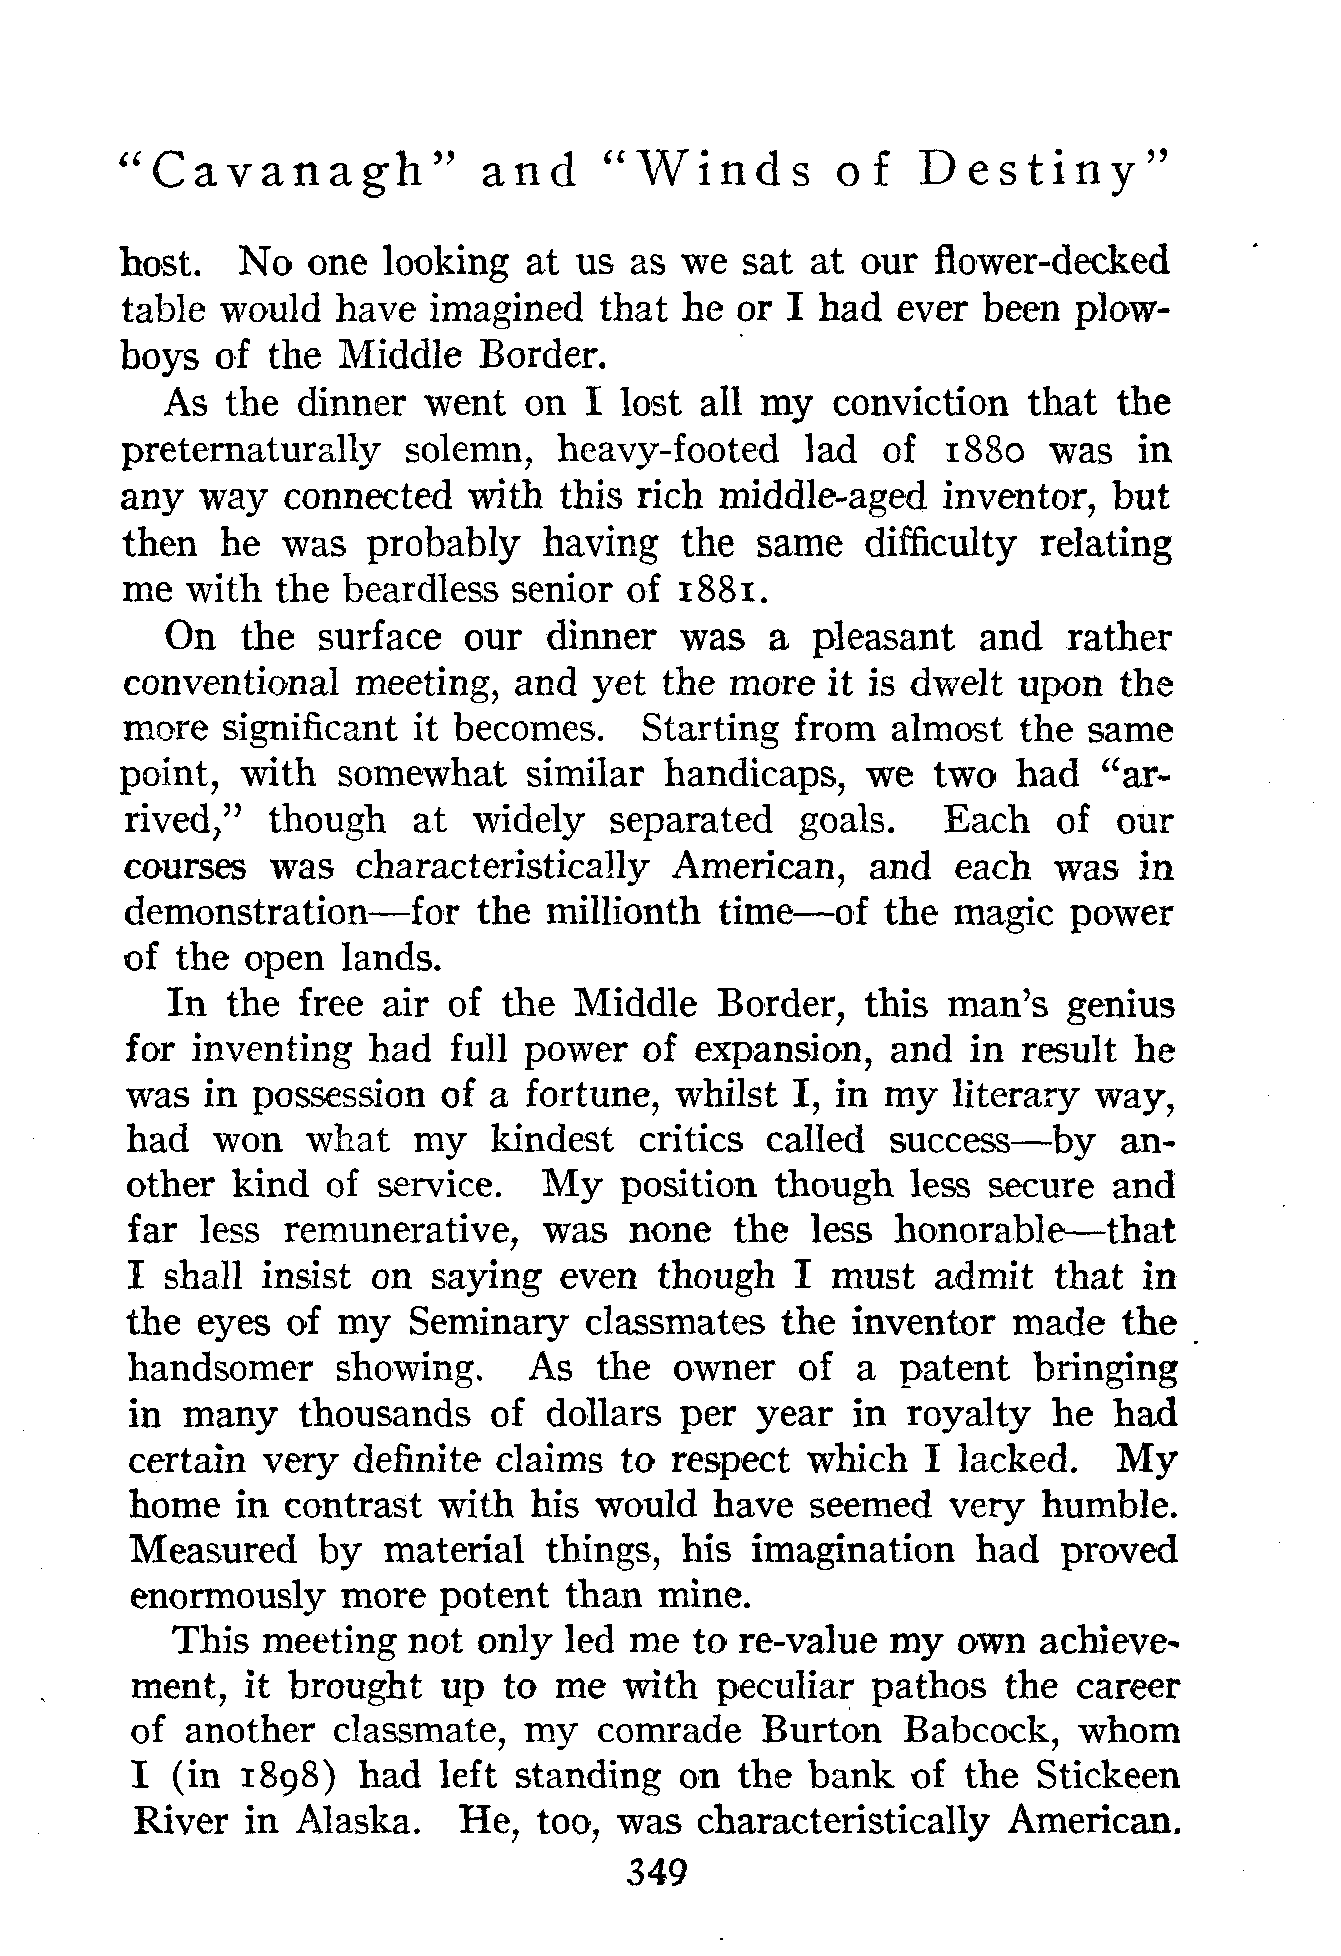 "Cavanagh" and "Winds of Destiny"
host. No one looking at us as we sat at our flower-decked
table would have imagined that he or I had ever been plow-
boys of the Middle Border.
As the dinner went on I lost all my conviction that the
preternaturally solemn, heavy-footed lad of 1880 was in
any way connected with this rich middle-aged inventor, but
then he was probably having the same difficulty relating
me with the beardless senior of 1881.
On the surface our dinner was a pleasant and rather
conventional meeting, and yet the more it is dwelt upon the
more significant it becomes. Starting from almost the same
point, with somewhat similar handicaps, we two had "ar-
rived," though at widely separated goals. Each of our
courses was characteristically American, and each was in
demonstration—for the millionth time—of the magic power
of the open lands.
In the free air of the Middle Border, this man's genius
for inventing had full power of expansion, and in result he
was in possession of a fortune, whilst I, in my literary way,
had won what my kindest critics called success—by an-
other kind of service. My position though less secure and
far less remunerative, was none the less honorable—that
I shall insist on saying even though I must admit that in
the eyes of my Seminary classmates the inventor made the
handsomer showing. As the owner of a patent bringing
in many thousands of dollars per year in royalty he had
certain very definite claims to respect which I lacked. My
home in contrast with his would have seemed very humble.
Measured by material things, his imagination had proved
enormously more potent than mine.
This meeting not only led me to re-value my own achieve-
ment, it brought up to me with peculiar pathos the career
of another classmate, my comrade Burton Babcock, whom
I (in 1898) had left standing on the bank of the Stickeen
River in Alaska. He, too, was characteristically American.
349